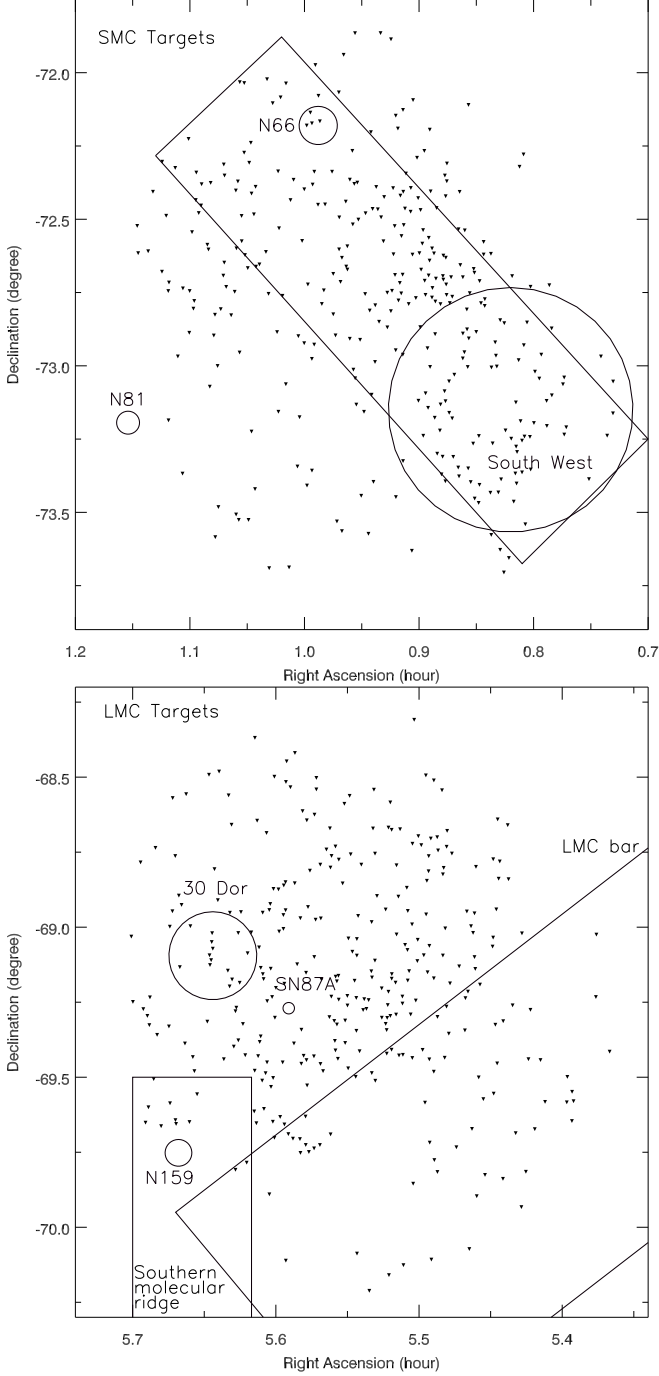 SMC Targets
-72.0
N66
-72.5
Declination (degree)
-73.0
N81
South West
-73.5
1.2 1.1 1.0 0.9 0.8 0.7
Right Ascension (hour)
LMC Targets
-68.5
LMC bar
30 Dor
-69.0
SN87A
Declination (degree)
-69.5
N159
-70.0
Southern
molecular
ridge
5.7 5.6 5.5 5.4
Right Ascension (hour)